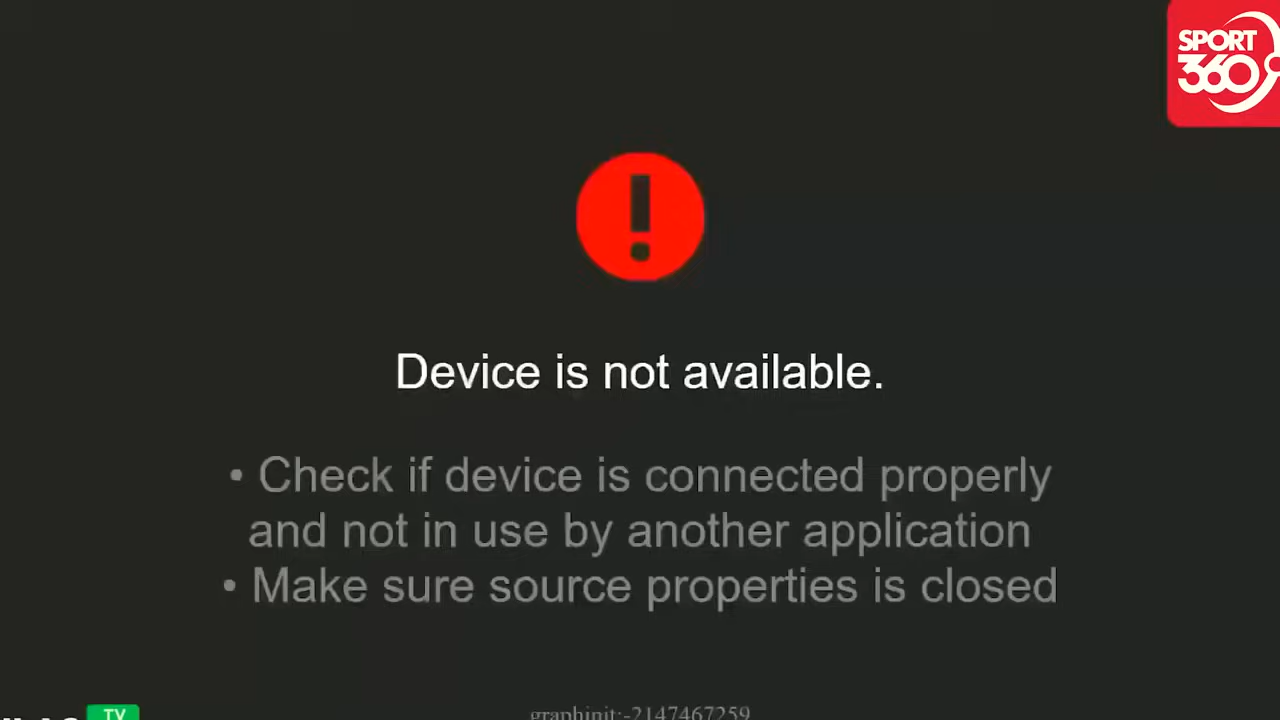 SPORT
360
Device is not available.
• Check if device is connected properly
and not in use by another application
• Make sure source properties is closed
TV
graphinit:-2147467259